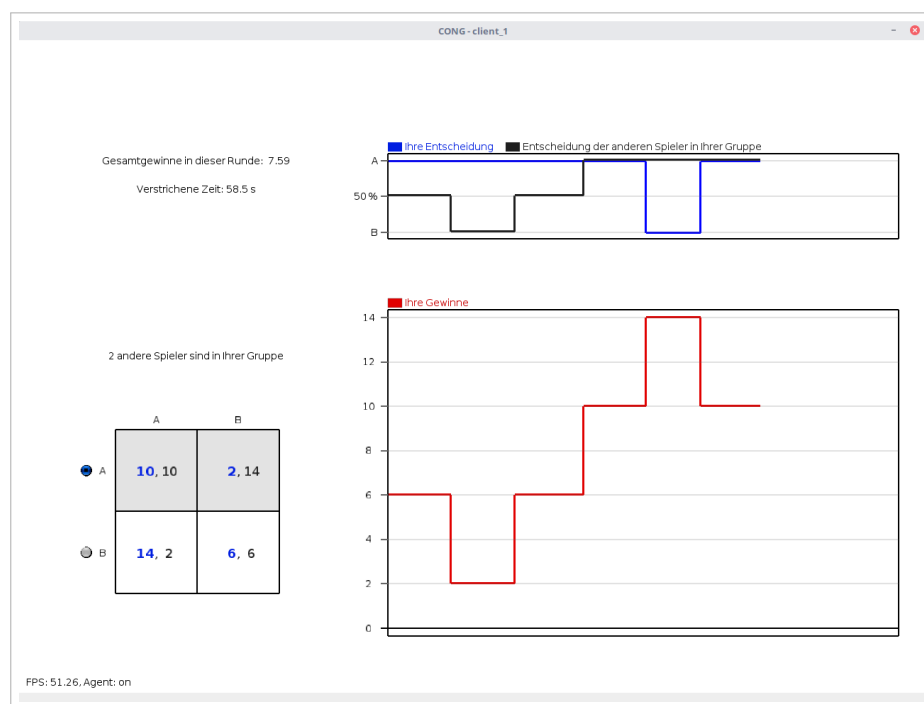 CONG - client_1
Gesamtgewinne in dieser Runde: 7.59
Verstrichene Zeit: 58.5 s
Ihre Entscheidung Entscheidung der anderen Spieler in Ihrer Gruppe
A
50 %
B
2 andere Spieler sind in Ihrer Gruppe
A B
A 10, 10 2, 14
B 14, 2 6, 6
Ihre Gewinne
14
12
10
8
6
4
2
0
FPS: 51.26, Agent: on